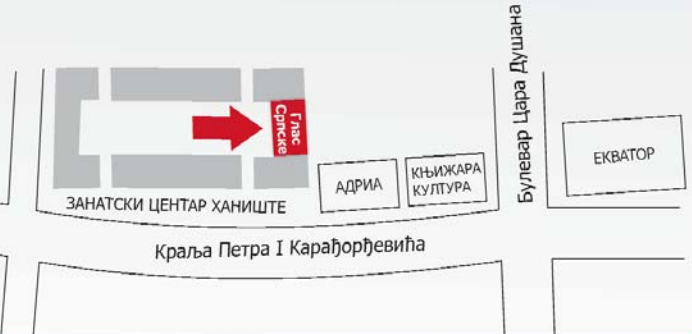 Глас
Српске
Булевар Цара Душана
ЕКВАТОР
АДРИА
КЊИЖАРА
КУЛТУРА
ЗАНАТСКИ ЦЕНТАР ХАНИШТЕ
Краља Петра I Карађорђевића